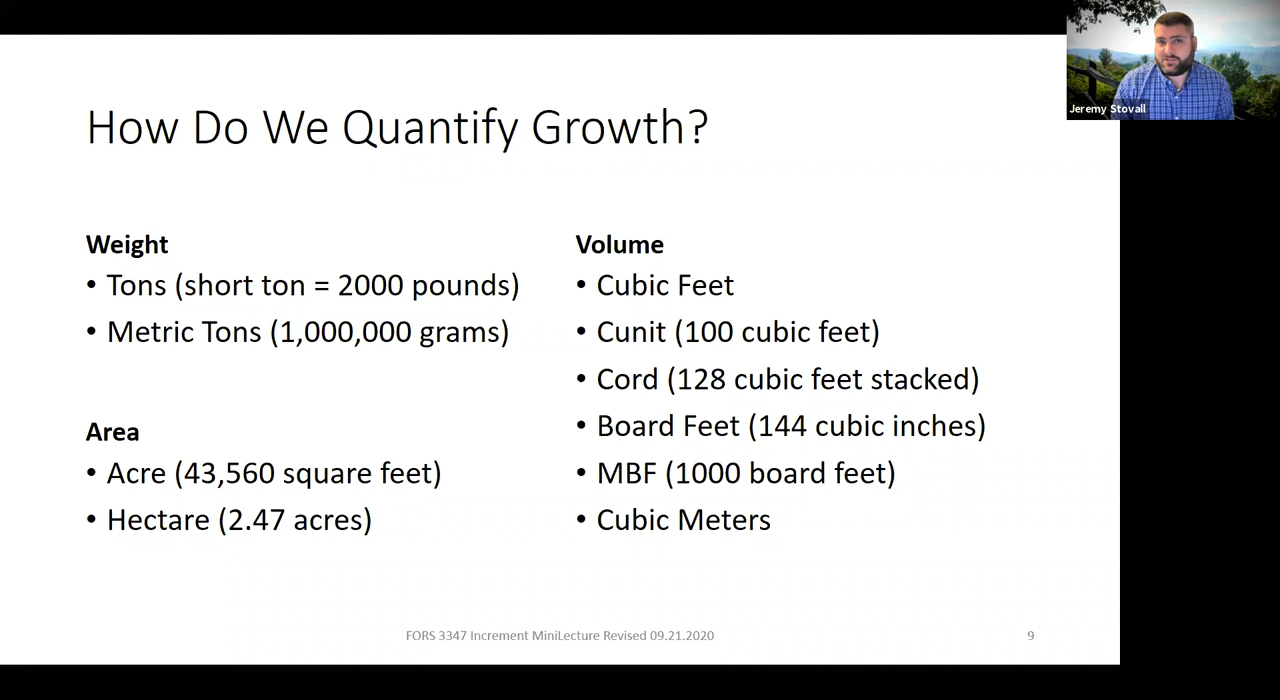 How Do We Quantify Growth?
Jeremy Stovall
Weight
• Tons (short ton = 2000 pounds)
• Metric Tons (1,000,000 grams)
Area
• Acre (43,560 square feet)
• Hectare (2.47 acres)
Volume
• Cubic Feet
• Cunit (100 cubic feet)
• Cord (128 cubic feet stacked)
• Board Feet (144 cubic inches)
• MBF (1000 board feet)
• Cubic Meters
FORS 3347 Increment MiniLecture Revised 09.21.2020
9